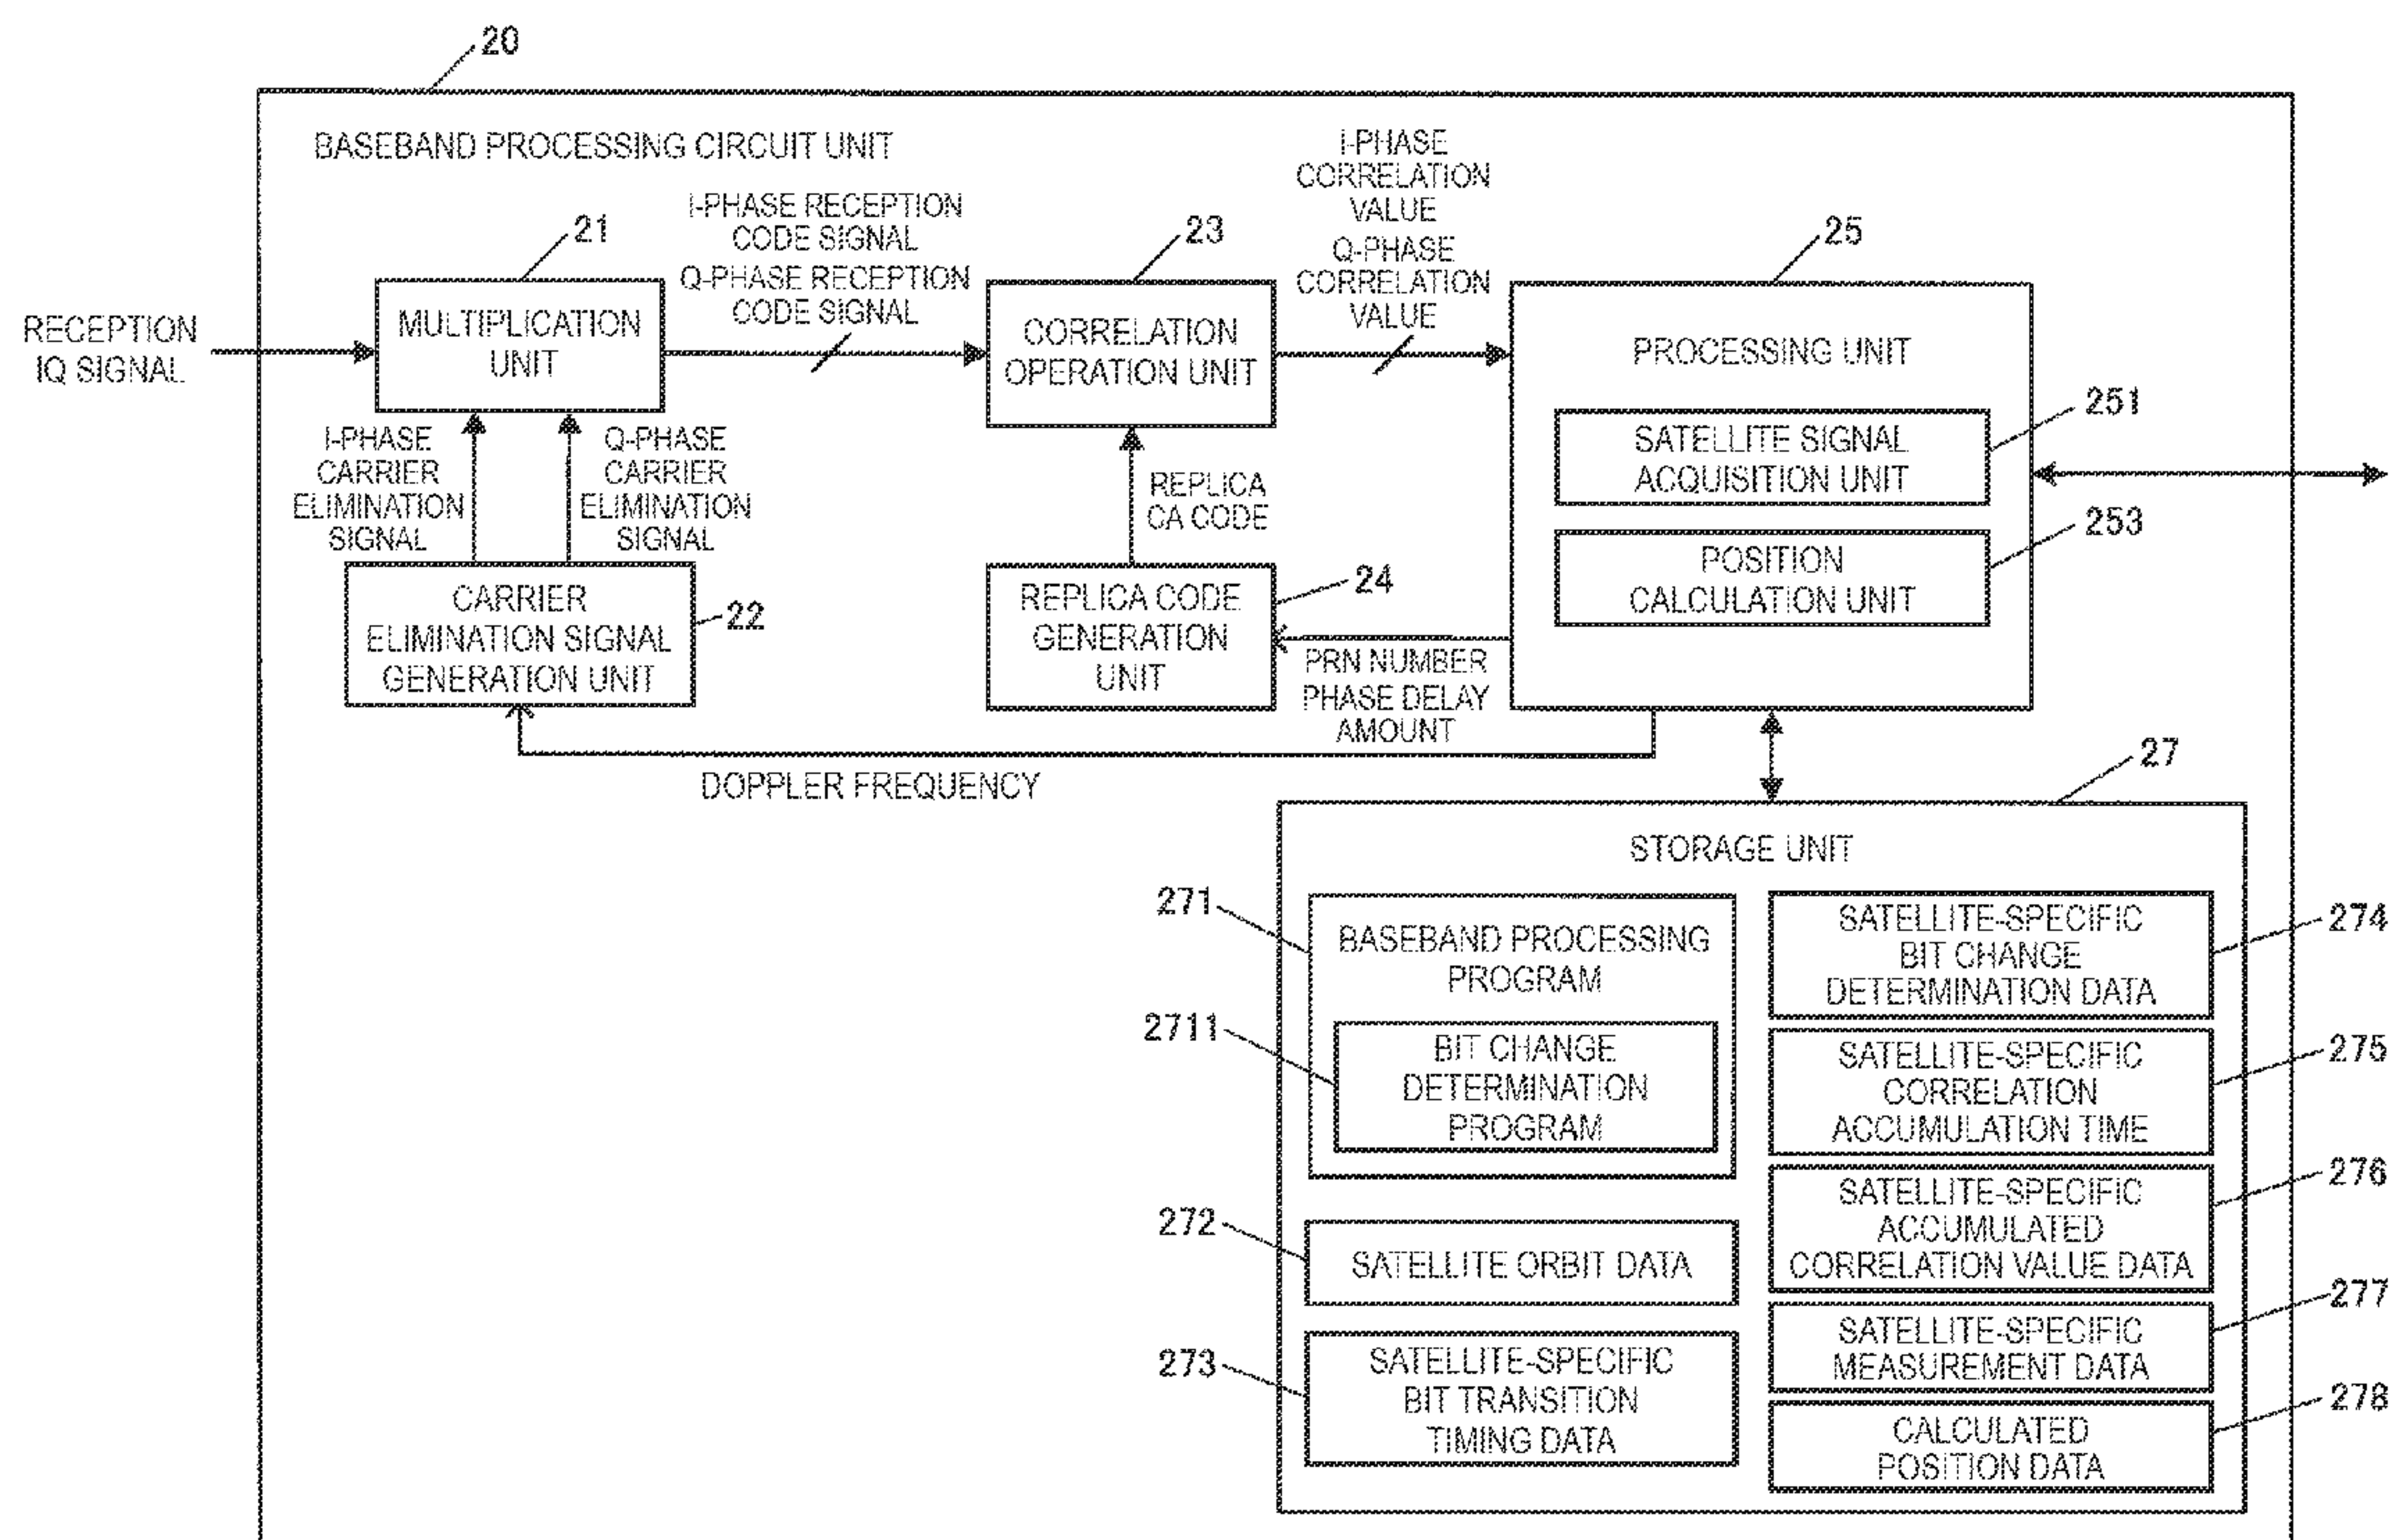 20
BASEBAND PROCESSING CIRCUIT UNIT
RECEPTION
IQ SIGNAL
21
MULTIPLICATION
UNIT
I-PHASE RECEPTION
CODE SIGNAL
Q-PHASE RECEPTION
CODE SIGNAL
23
CORRELATION
OPERATION UNIT
I-PHASE
CORRELATION
VALUE
Q-PHASE
CORRELATION
VALUE
25
PROCESSING UNIT
SATELLITE SIGNAL
ACQUISITION UNIT
251
POSITION
CALCULATION UNIT
253
I-PHASE
CARRIER
ELIMINATION
SIGNAL
Q-PHASE
CARRIER
ELIMINATION
SIGNAL
CARRIER
ELIMINATION SIGNAL
GENERATION UNIT
22
REPLICA
CA CODE
REPLICA CODE
GENERATION
UNIT
24
PRN NUMBER
PHASE DELAY
AMOUNT
DOPPLER FREQUENCY
27
STORAGE UNIT
271
BASEBAND PROCESSING
PROGRAM
2711
BIT CHANGE
DETERMINATION
PROGRAM
272
SATELLITE ORBIT DATA
273
SATELLITE-SPECIFIC
BIT TRANSITION
TIMING DATA
SATELLITE-SPECIFIC
BIT CHANGE
DETERMINATION DATA
274
SATELLITE-SPECIFIC
CORRELATION
ACCUMULATION TIME
275
SATELLITE-SPECIFIC
ACCUMULATED
CORRELATION VALUE DATA
276
SATELLITE-SPECIFIC
MEASUREMENT DATA
277
CALCULATED
POSITION DATA
278